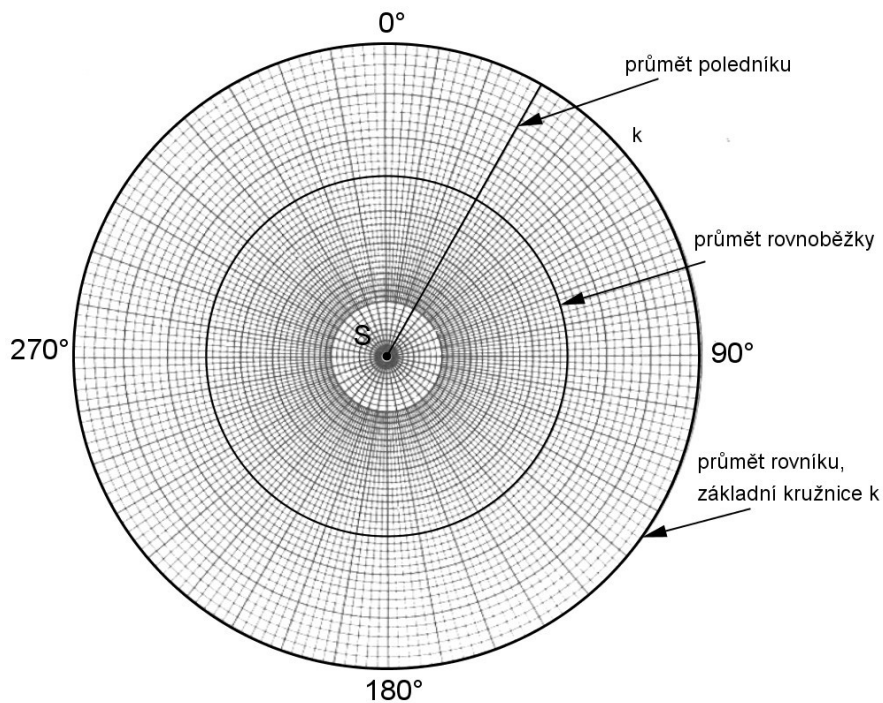 0°
průmět poledníku
k
průmět rovnoběžky
S
270°
90°
průmět rovníku,
základní kružnice k
180°